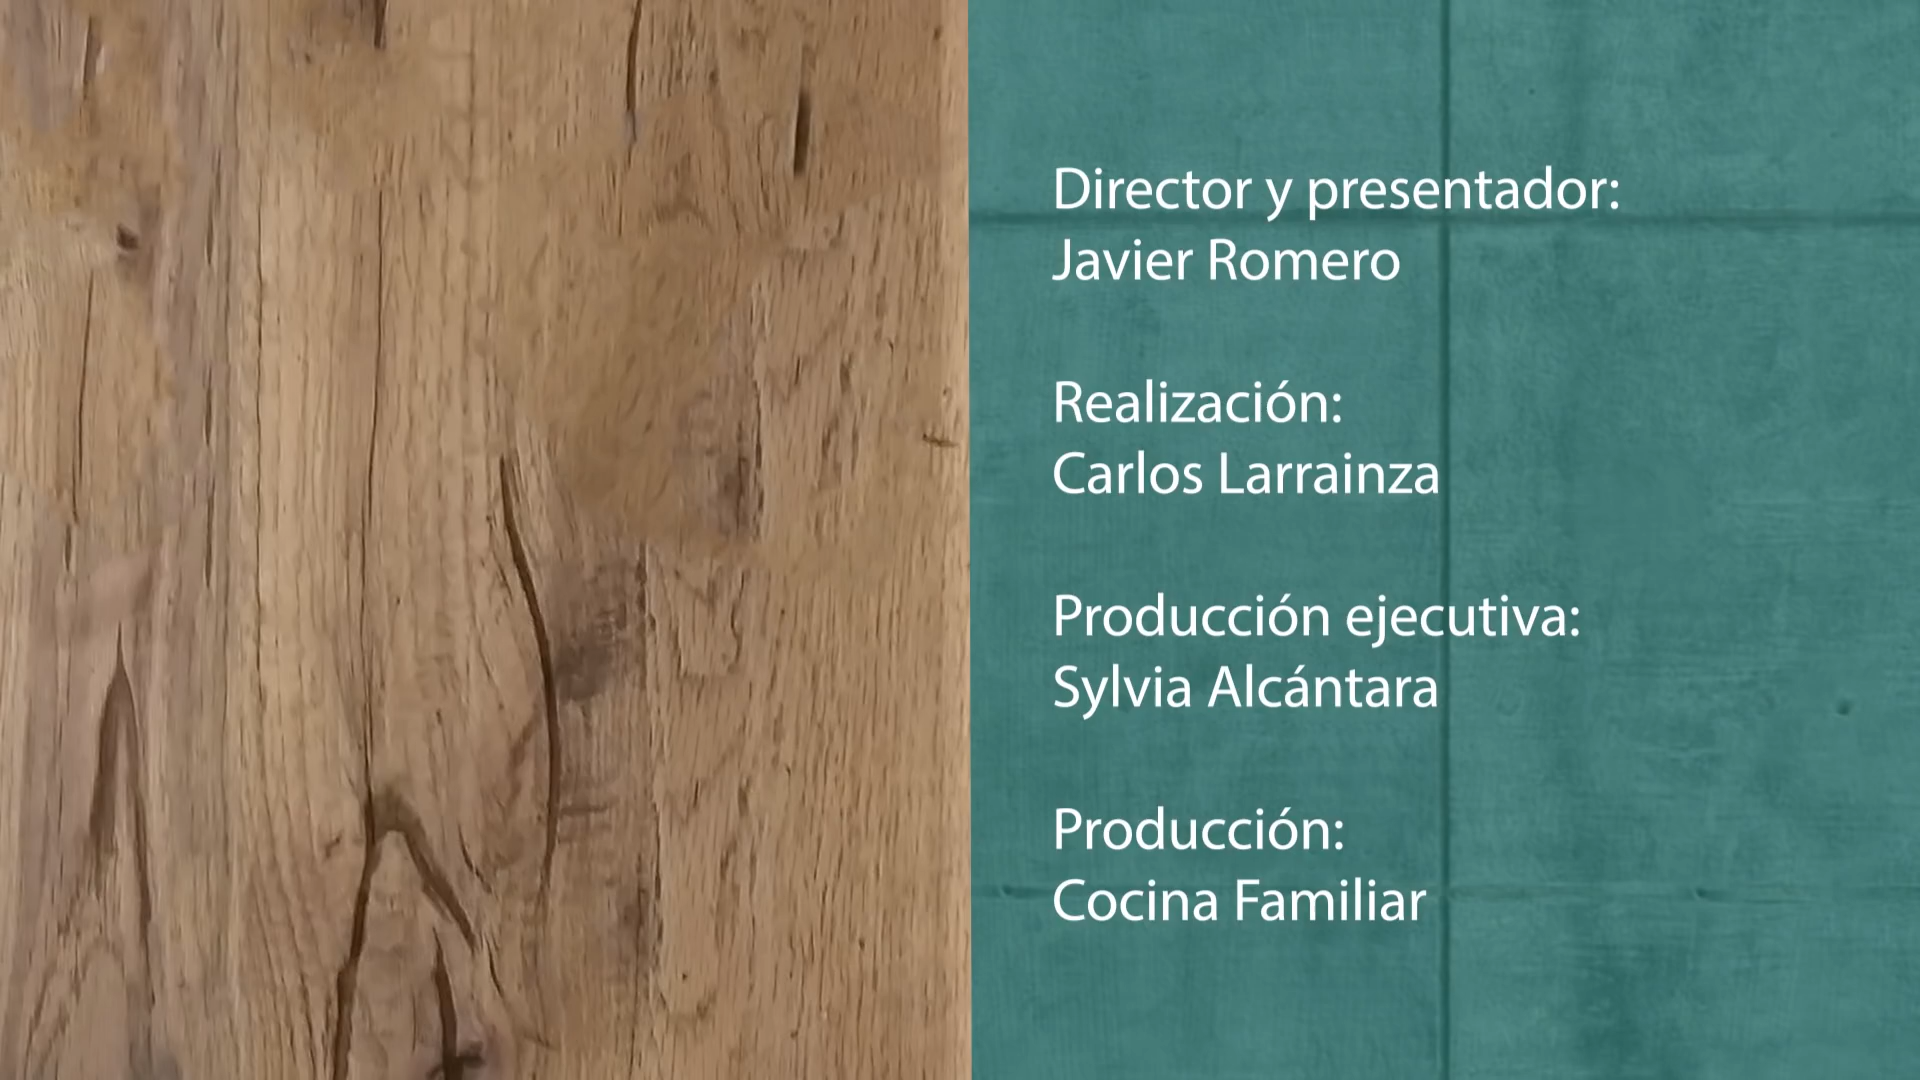 Director y presentador:
Javier Romero
Realización:
Carlos Larrainza
Producción ejecutiva:
Sylvia Alcántara
Producción:
Cocina Familiar